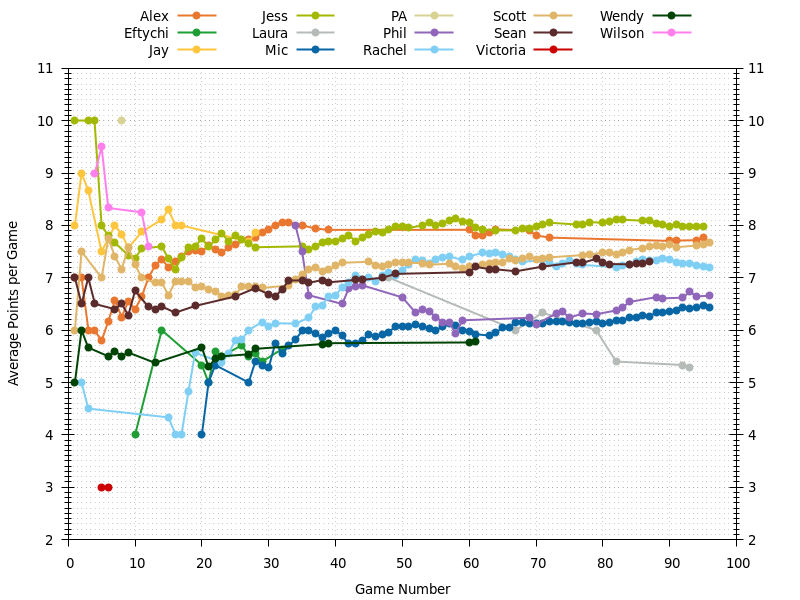 Alex Jess PA Scott Wendy
Eftychi Laura Phil Sean Wilson
Jay Mic Rachel Victoria
11 11
10 10
9 9
8 8
7 7
6 6
5 5
4 4
3 3
2 2
0 10 20 30 40 50 60 70 80 90 100
Average Points per Game
Game Number